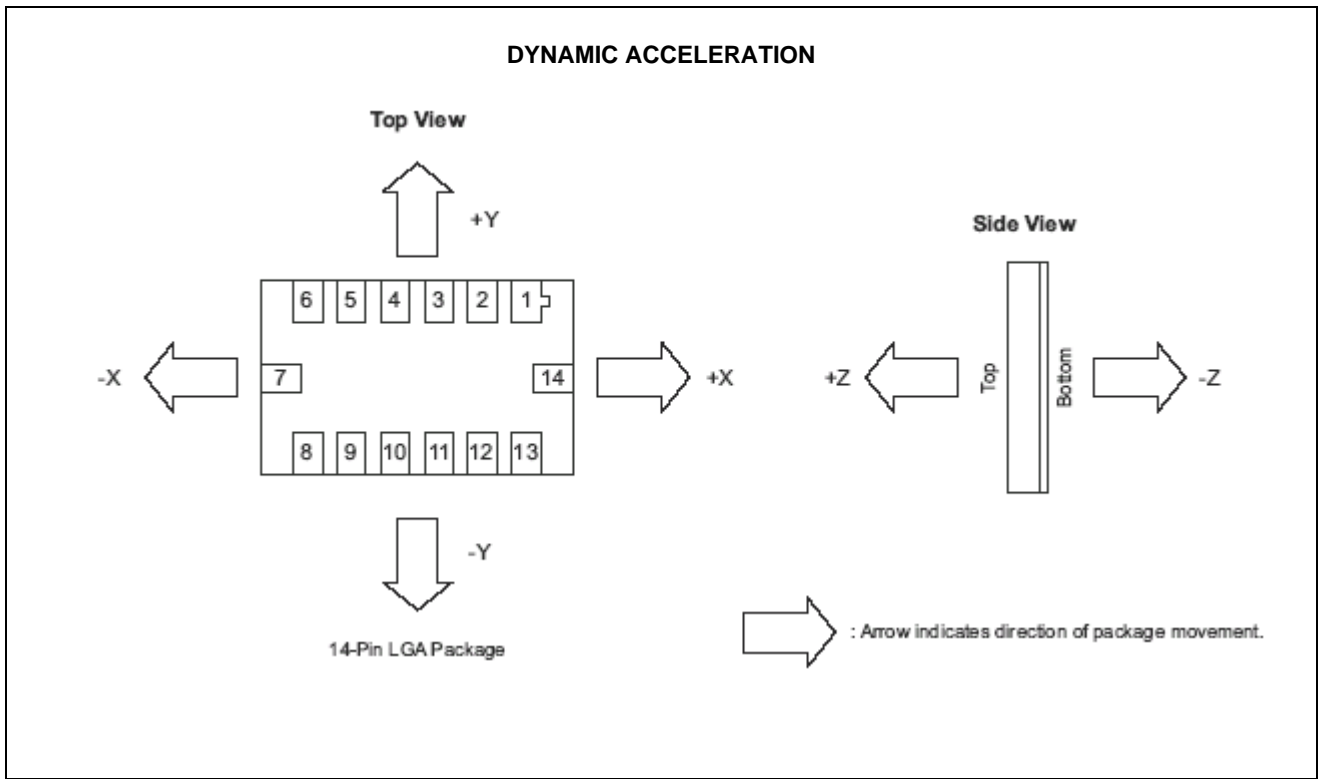 DYNAMIC ACCELERATION
Top View
+Y
Side View
6 5 4 3 2 1
-X
7
14
+X
+Z
Top
Bottom
-Z
8 9 10 11 12 13
-Y
14-Pin LGA Package
: Arrow indicates direction of package movement.